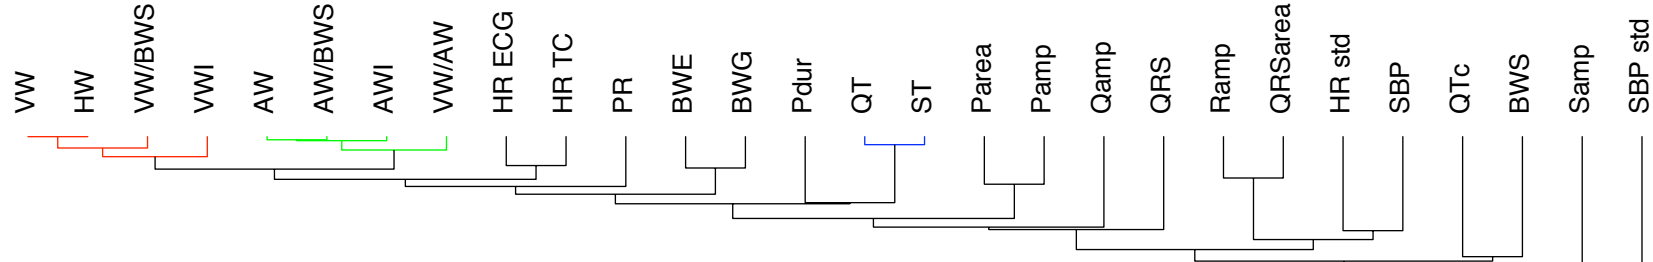 VW
HW
VW/BWS
VWI
AW
AW/BWS
AWI
VW/AW
HR ECG
HR TC
PR
BWE
BWG
Pdur
QT
ST
Parea
Pamp
Qamp
QRS
Ramp
QRSarea
HR std
SBP
QTc
BWS
Samp
SBP std